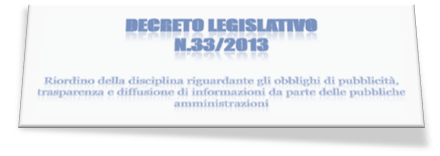 DECRETO LEGISLATIVO
N.33/2013
Riordino della disciplina riguardante gli obblighi di pubblicità,
trasparenza e diffusione di informazioni da parte delle pubbliche
amministrazioni